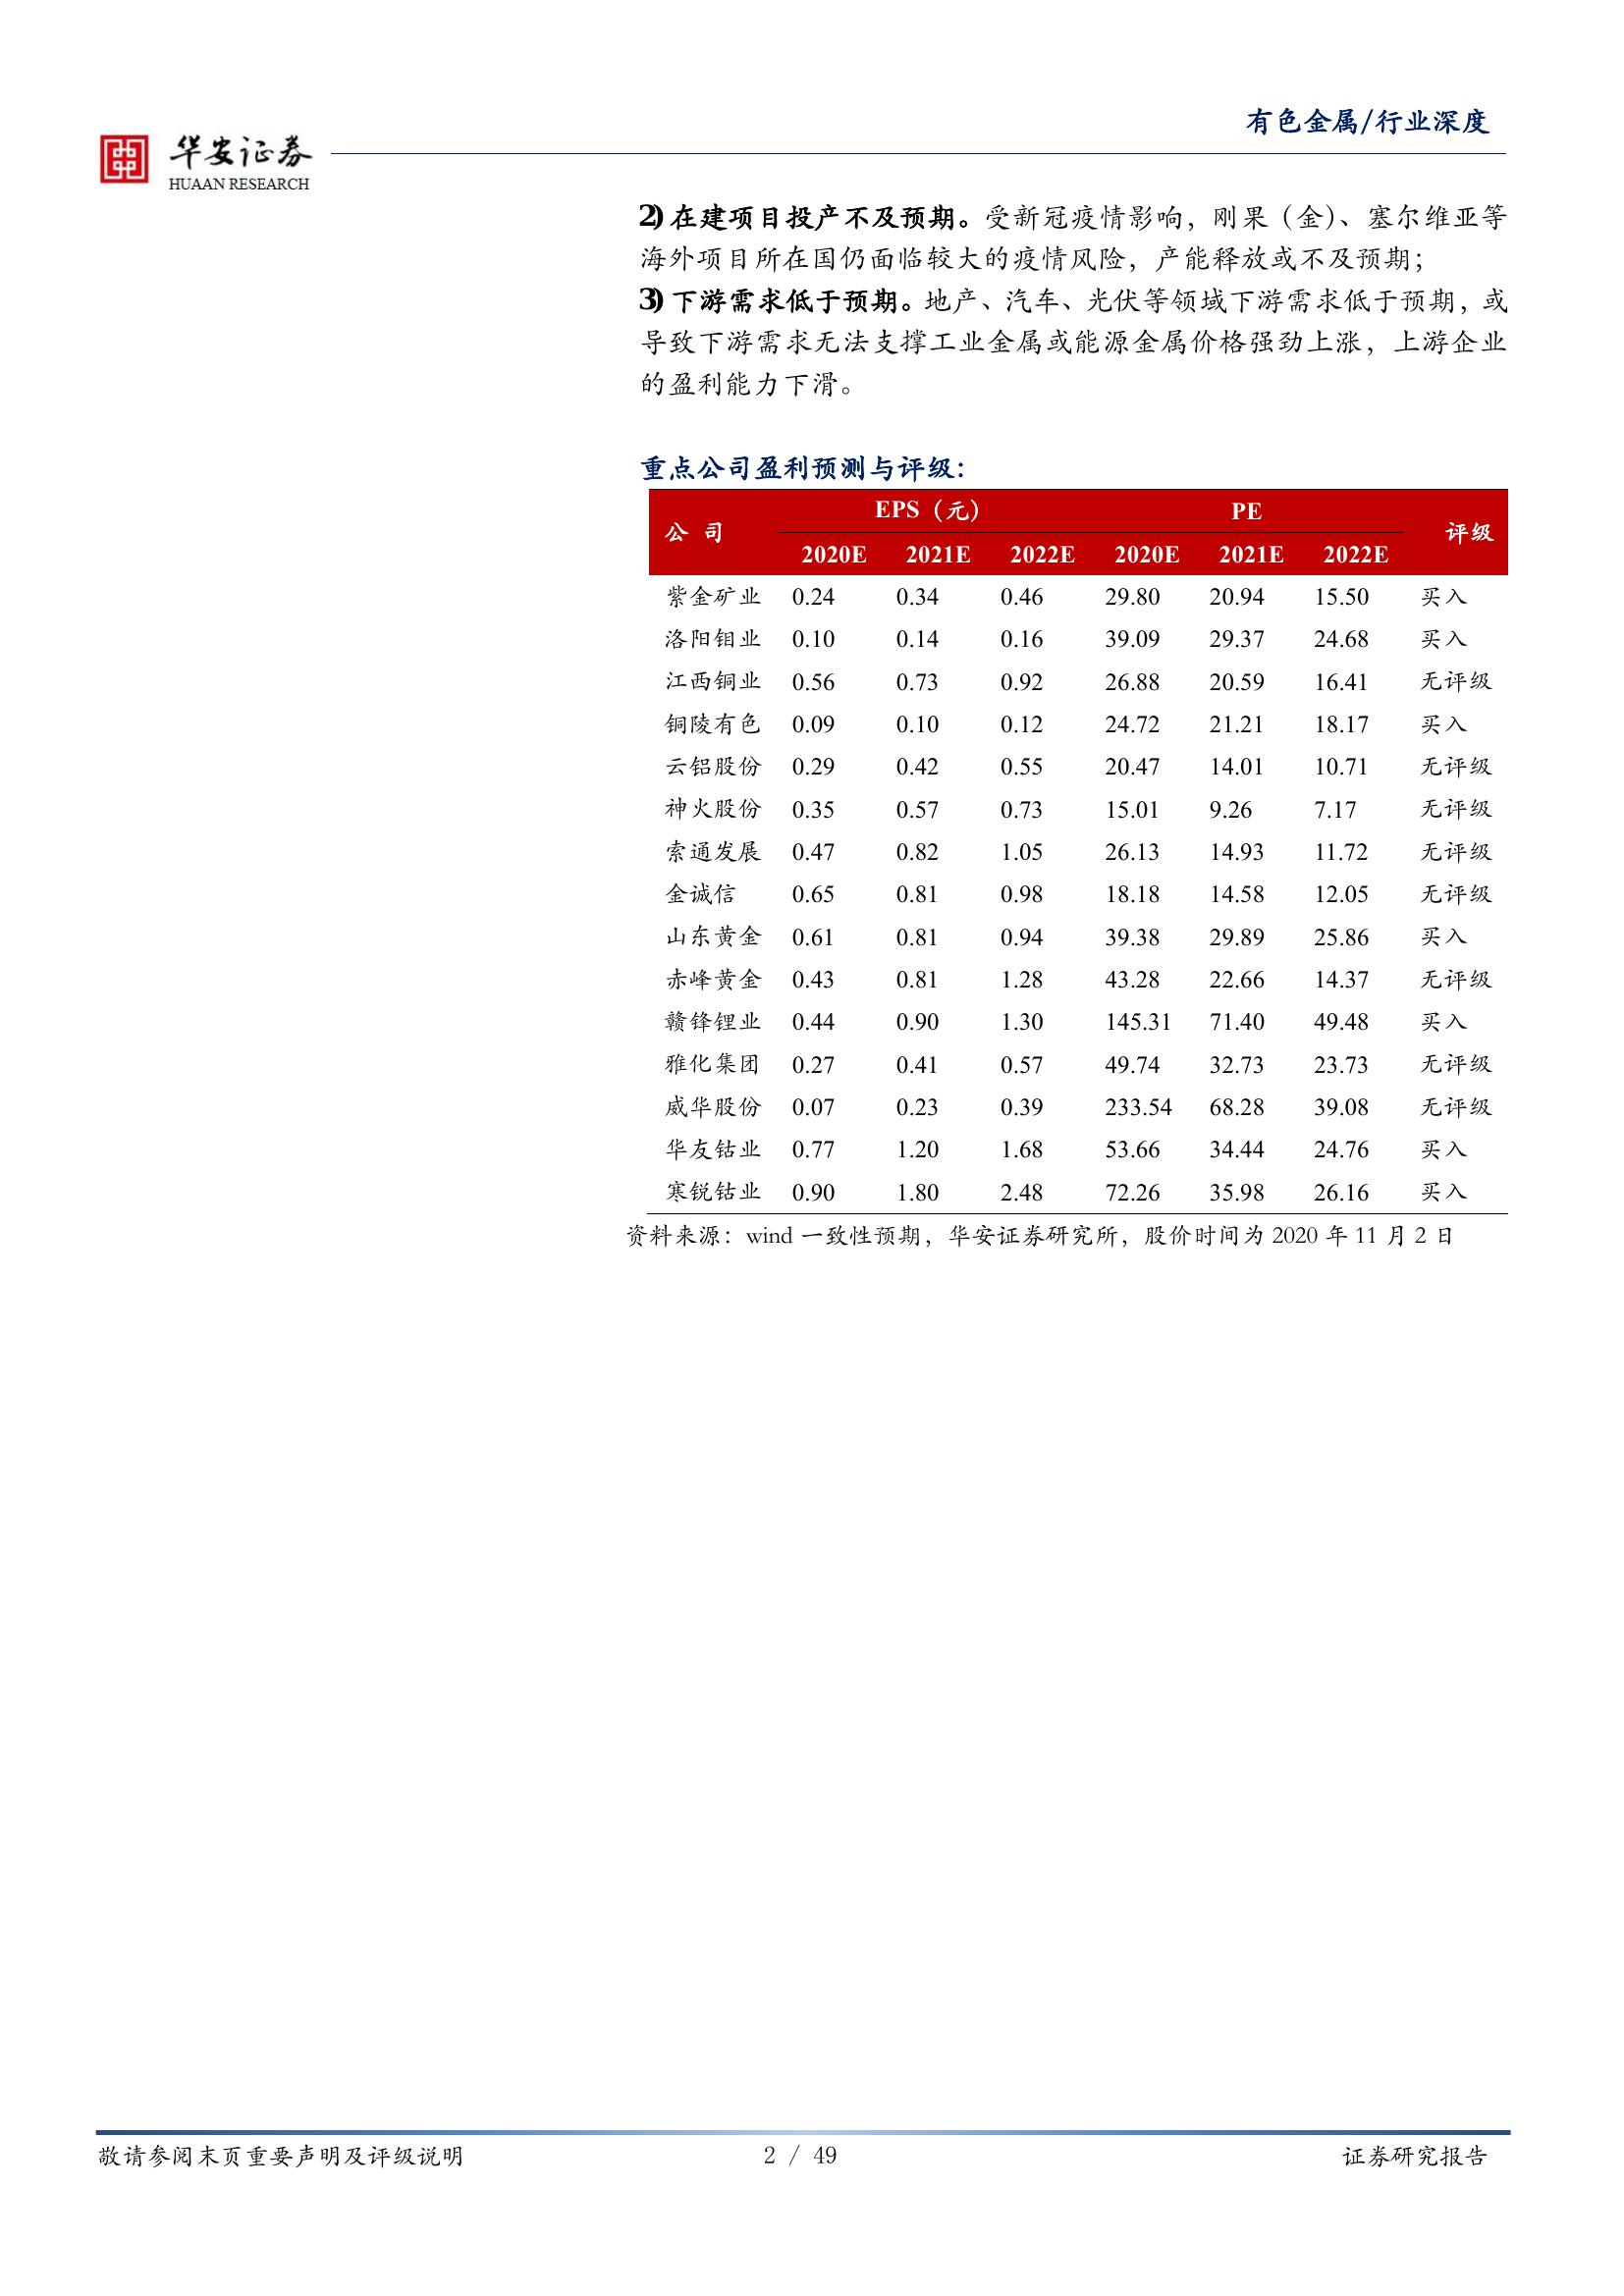 有色金属/行业深度
华安证券
HUAAN RESEARCH
2) 在建项目投产不及预期。受新冠疫情影响，刚果（金）、塞尔维亚等
海外项目所在国仍面临较大的疫情风险，产能释放或不及预期；
3) 下游需求低于预期。地产、汽车、光伏等领域下游需求低于预期，或
导致下游需求无法支撑工业金属或能源金属价格强劲上涨，上游企业
的盈利能力下滑。
重点公司盈利预测与评级：
公 司 EPS（元） PE 评级
2020E 2021E 2022E 2020E 2021E 2022E
紫金矿业 0.24 0.34 0.46 29.80 20.94 15.50 买入
洛阳钼业 0.10 0.14 0.16 39.09 29.37 24.68 买入
江西铜业 0.56 0.73 0.92 26.88 20.59 16.41 无评级
铜陵有色 0.09 0.10 0.12 24.72 21.21 18.17 买入
云铝股份 0.29 0.42 0.55 20.47 14.01 10.71 无评级
神火股份 0.35 0.57 0.73 15.01 9.26 7.17 无评级
索通发展 0.47 0.82 1.05 26.13 14.93 11.72 无评级
金诚信 0.65 0.81 0.98 18.18 14.58 12.05 无评级
山东黄金 0.61 0.81 0.94 39.38 29.89 25.86 买入
赤峰黄金 0.43 0.81 1.28 43.28 22.66 14.37 无评级
赣锋锂业 0.44 0.90 1.30 145.31 71.40 49.48 买入
雅化集团 0.27 0.41 0.57 49.74 32.73 23.73 无评级
威华股份 0.07 0.23 0.39 233.54 68.28 39.08 无评级
华友钴业 0.77 1.20 1.68 53.66 34.44 24.76 买入
寒锐钴业 0.90 1.80 2.48 72.26 35.98 26.16 买入
资料来源：wind 一致性预期，华安证券研究所，股价时间为 2020 年 11 月 2 日
敬请参阅末页重要声明及评级说明 2 / 49 证券研究报告